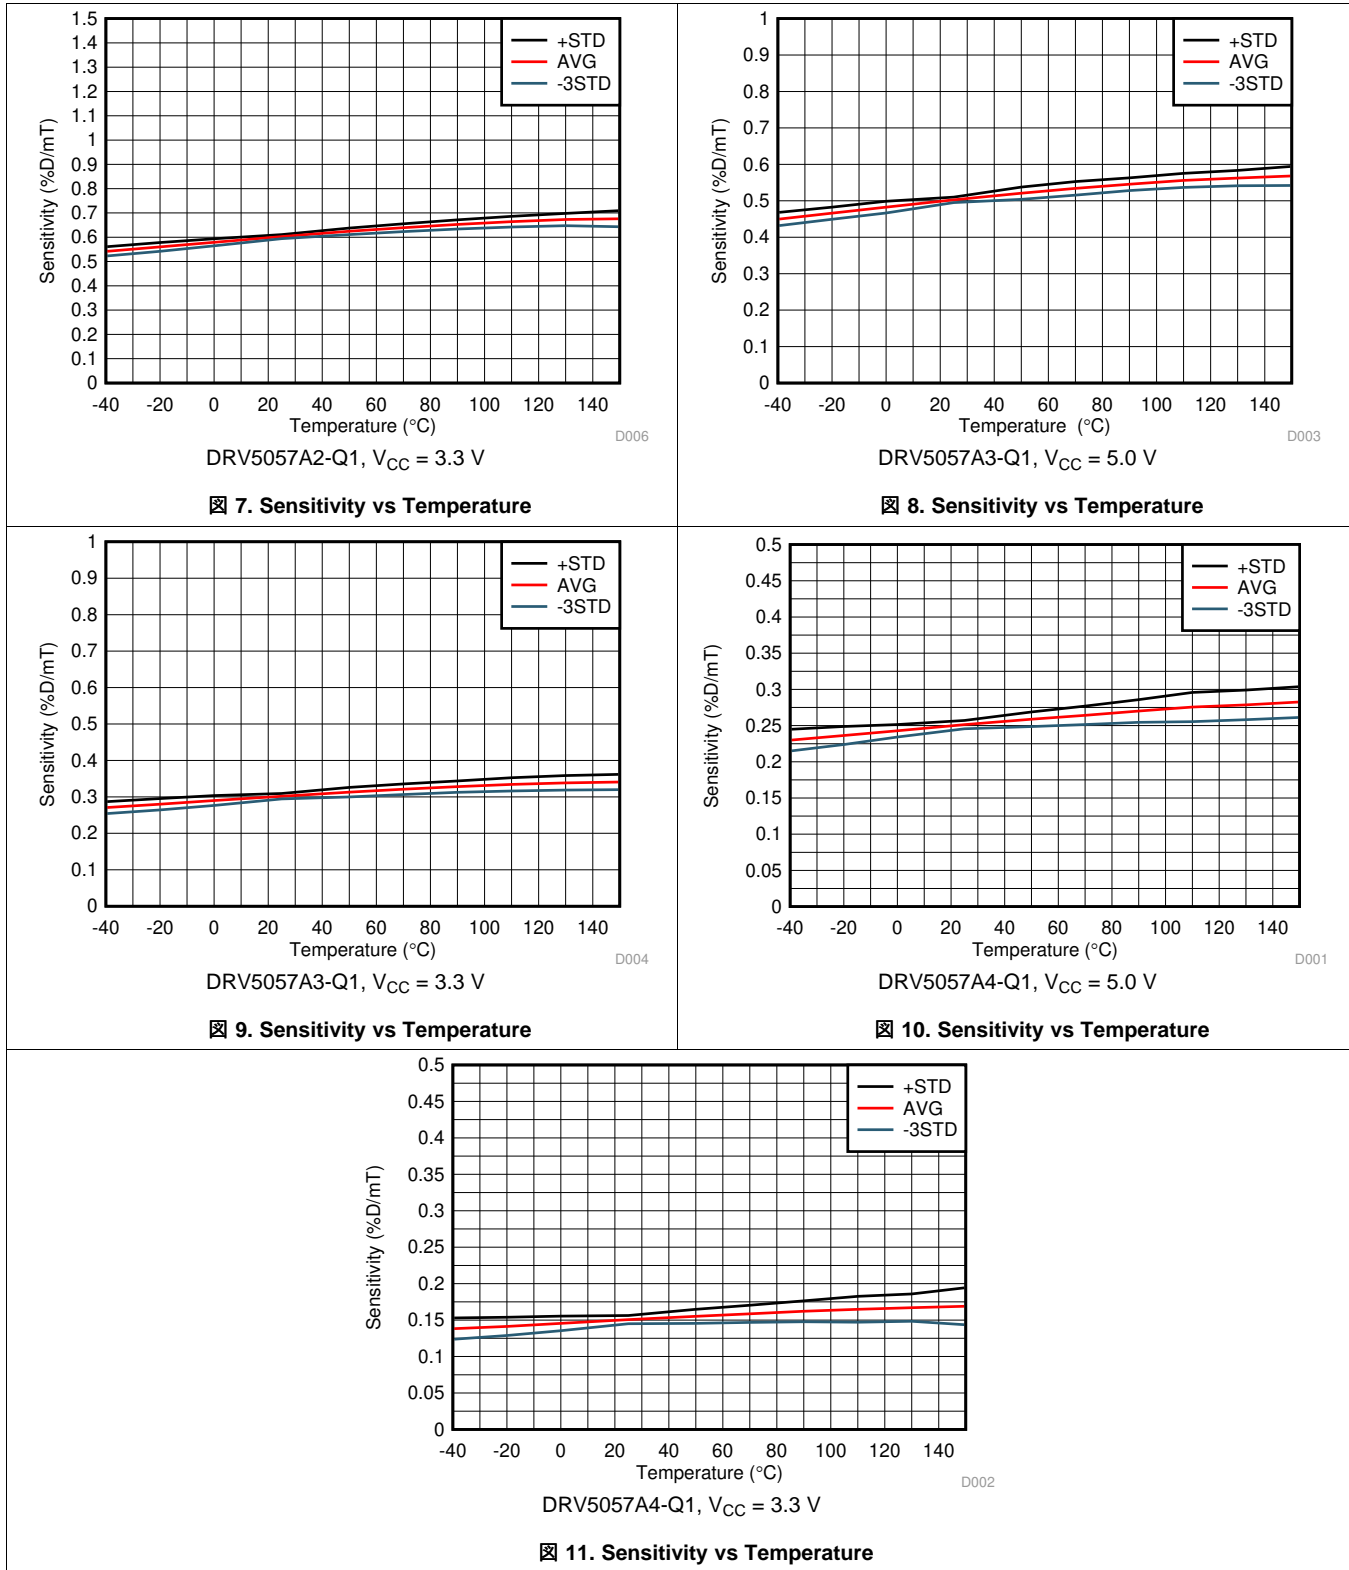 1.5
1.4
1.3
1.2
1.1
1
0.9
0.8
0.7
0.6
0.5
0.4
0.3
0.2
0.1
0
Sensitivity (%D/mT)
+STD
AVG
-3STD
-40 -20 0 20 40 60 80 100 120 140
Temperature (°C)
D006
DRV5057A2-Q1, VCC = 3.3 V
図 7. Sensitivity vs Temperature
1
0.9
0.8
0.7
0.6
0.5
0.4
0.3
0.2
0.1
0
Sensitivity (%D/mT)
+STD
AVG
-3STD
-40 -20 0 20 40 60 80 100 120 140
Temperature (°C)
D003
DRV5057A3-Q1, VCC = 5.0 V
図 8. Sensitivity vs Temperature
1
0.9
0.8
0.7
0.6
0.5
0.4
0.3
0.2
0.1
0
Sensitivity (%D/mT)
+STD
AVG
-3STD
-40 -20 0 20 40 60 80 100 120 140
Temperature (°C)
D004
DRV5057A3-Q1, VCC = 3.3 V
図 9. Sensitivity vs Temperature
0.5
0.45
0.4
0.35
0.3
0.25
0.2
0.15
0.1
0.05
0
Sensitivity (%D/mT)
+STD
AVG
-3STD
-40 -20 0 20 40 60 80 100 120 140
Temperature (°C)
D001
DRV5057A4-Q1, VCC = 5.0 V
図 10. Sensitivity vs Temperature
0.5
0.45
0.4
0.35
0.3
0.25
0.2
0.15
0.1
0.05
0
Sensitivity (%D/mT)
+STD
AVG
-3STD
-40 -20 0 20 40 60 80 100 120 140
Temperature (°C)
D002
DRV5057A4-Q1, VCC = 3.3 V
図 11. Sensitivity vs Temperature